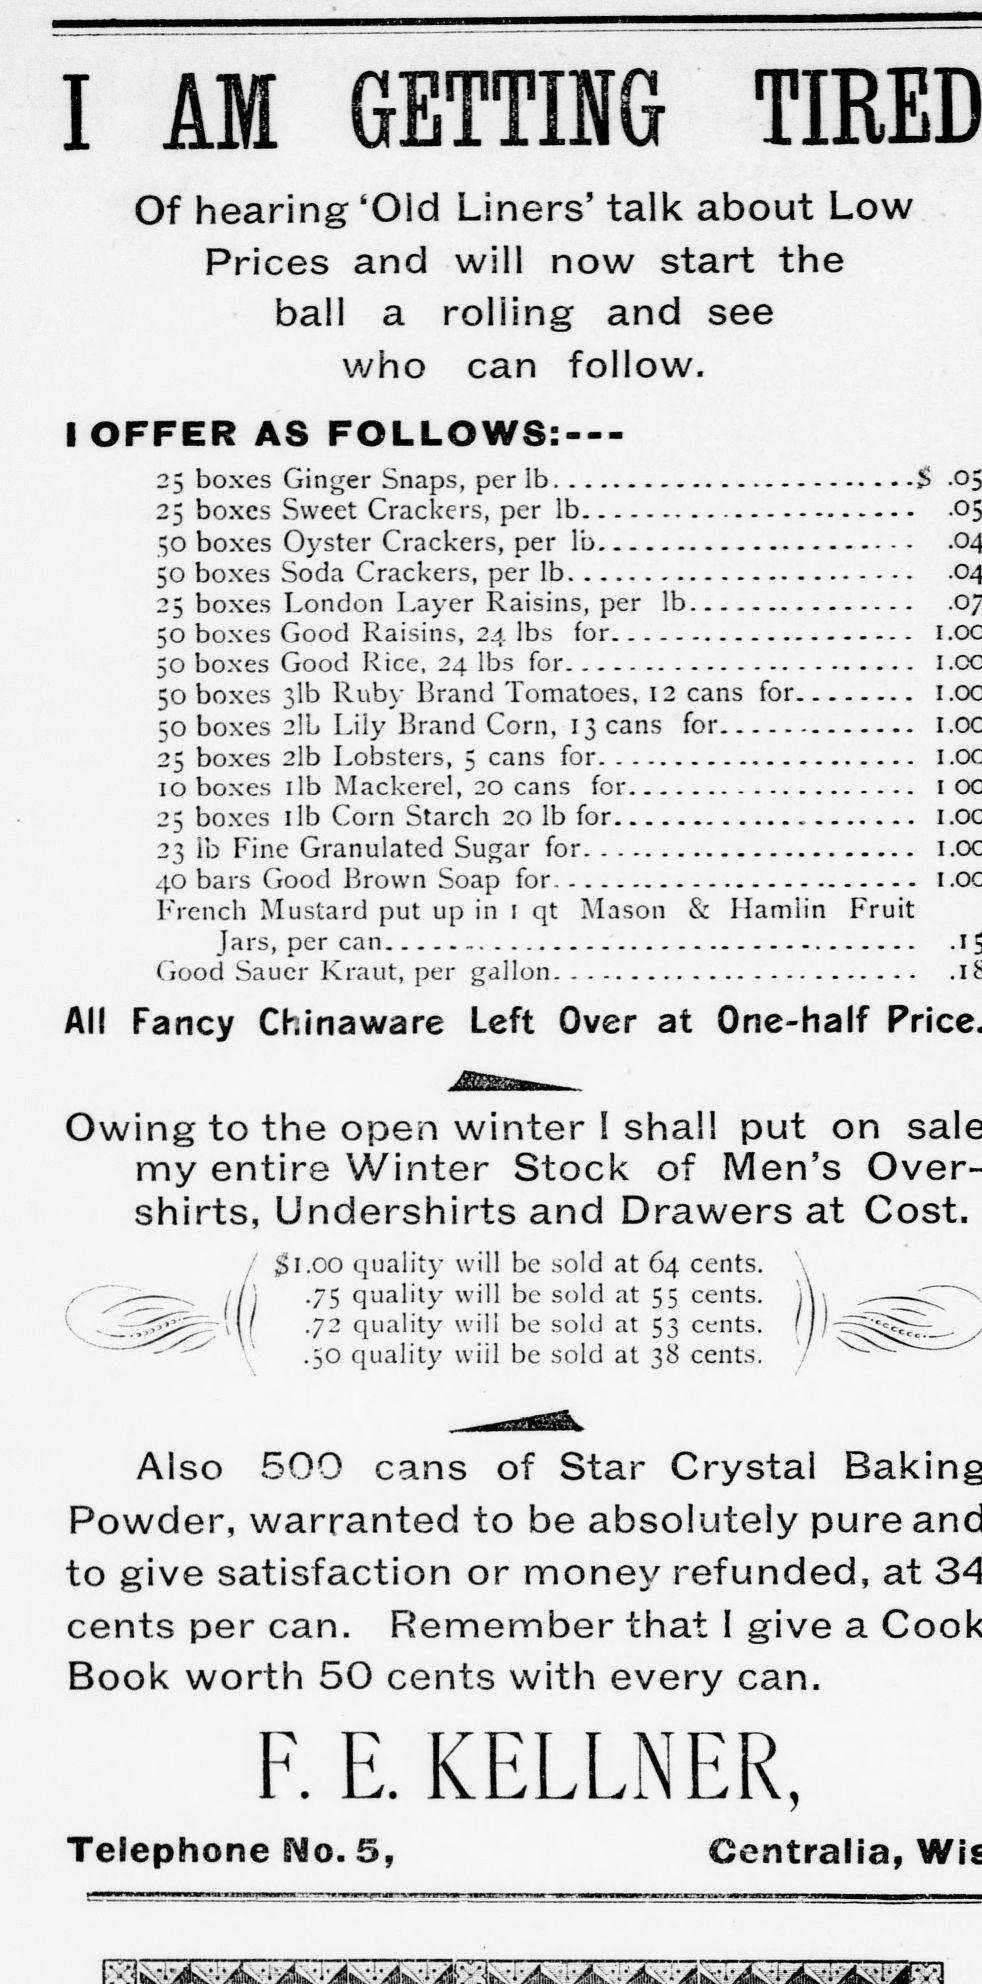 I AM GETTING TIRED
Of hearing 'Old Liners' talk about Low
Prices and will now start the
ball a rolling and see
who can follow.
I OFFER AS FOLLOWS:---
25 boxes Ginger Snaps, per lb...........................$ .05
25 boxes Sweet Crackers, per lb......................... .05
50 boxes Oyster Crackers, per lb........................ .04
50 boxes Soda Crackers, per lb.......................... .04
25 boxes London Layer Raisins, per lb................ .07
50 boxes Good Raisins, 24 lbs for...................... 1.00
50 boxes Good Rice, 24 lbs for.......................... 1.00
50 boxes 3lb Ruby Brand Tomatoes, 12 cans for......... 1.00
50 boxes 2lb Lily Brand Corn, 13 cans for.............. 1.00
25 boxes 2lb Lobsters, 5 cans for....................... 1.00
10 boxes 1lb Mackerel, 20 cans for..................... 1 00
25 boxes 1lb Corn Starch 20 lb for...................... 1.00
23 lb Fine Granulated Sugar for........................ 1.00
40 bars Good Brown Soap for.......................... 1.00
French Mustard put up in 1 qt Mason & Hamlin Fruit
Jars, per can....................................... .15
Good Sauer Kraut, per gallon........................... .18
All Fancy Chinaware Left Over at One-half Price.
Owing to the open winter I shall put on sale
my entire Winter Stock of Men's Over-
shirts, Undershirts and Drawers at Cost.
$1.00 quality will be sold at 64 cents.
.75 quality will be sold at 55 cents.
.72 quality will be sold at 53 cents.
.50 quality will be sold at 38 cents.
Also 500 cans of Star Crystal Baking
Powder, warranted to be absolutely pure and
to give satisfaction or money refunded, at 34
cents per can. Remember that I give a Cook
Book worth 50 cents with every can.
F. E. KELLNER,
Telephone No. 5, Centralia, Wis